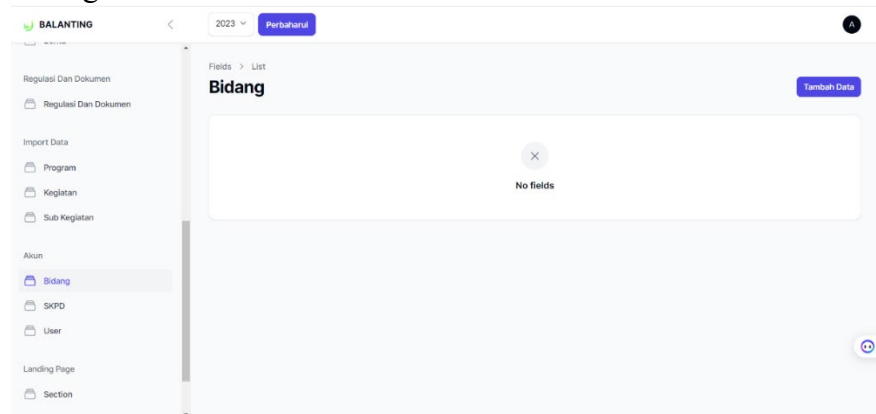 BALANTING
2023
Perbaharui
A
Regulasi Dan Dokumen
Regulasi Dan Dokumen
Import Data
Program
Kegiatan
Sub Kegiatan
Akun
Bidang
SKPD
User
Landing Page
Section
Fields > List
Bidang
Tambah Data
No fields